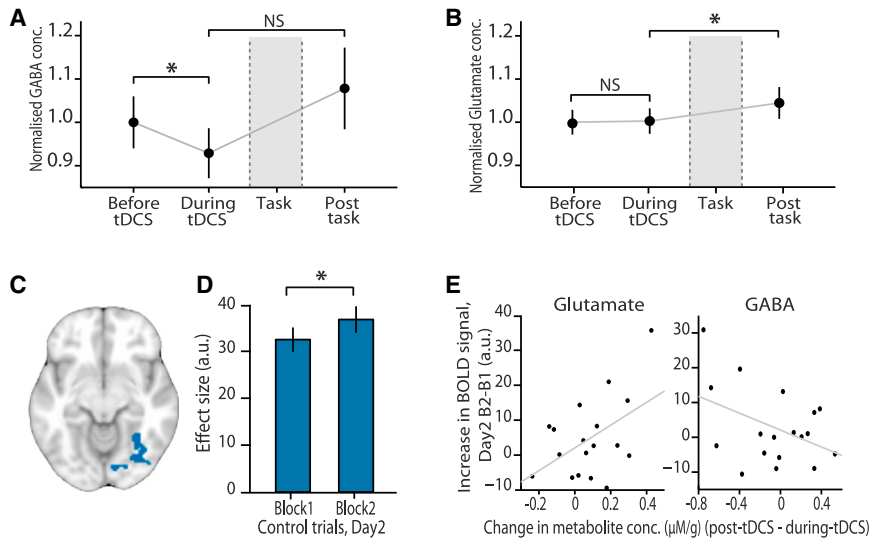 A
Normalised GABA conc.
1.2
1.1
1.0
0.9
*
NS
Before
tDCS
During
tDCS
Task
Post
task
B
Normalised Glutamate conc.
1.2
1.1
1.0
0.9
NS
*
Before
tDCS
During
tDCS
Task
Post
task
C
D
Effect size (a.u.)
40
30
20
10
0
*
Block1
Block2
Control trials, Day2
E
Increase in BOLD signal,
Day2 B2-B1 (a.u.)
Glutamate
40
30
20
10
0
−10
-0.2
0
0.2
0.4
GABA
30
20
10
0
−10
-0.8
-0.4
0
0.4
Change in metabolite conc. (µM/g) (post-tDCS - during-tDCS)